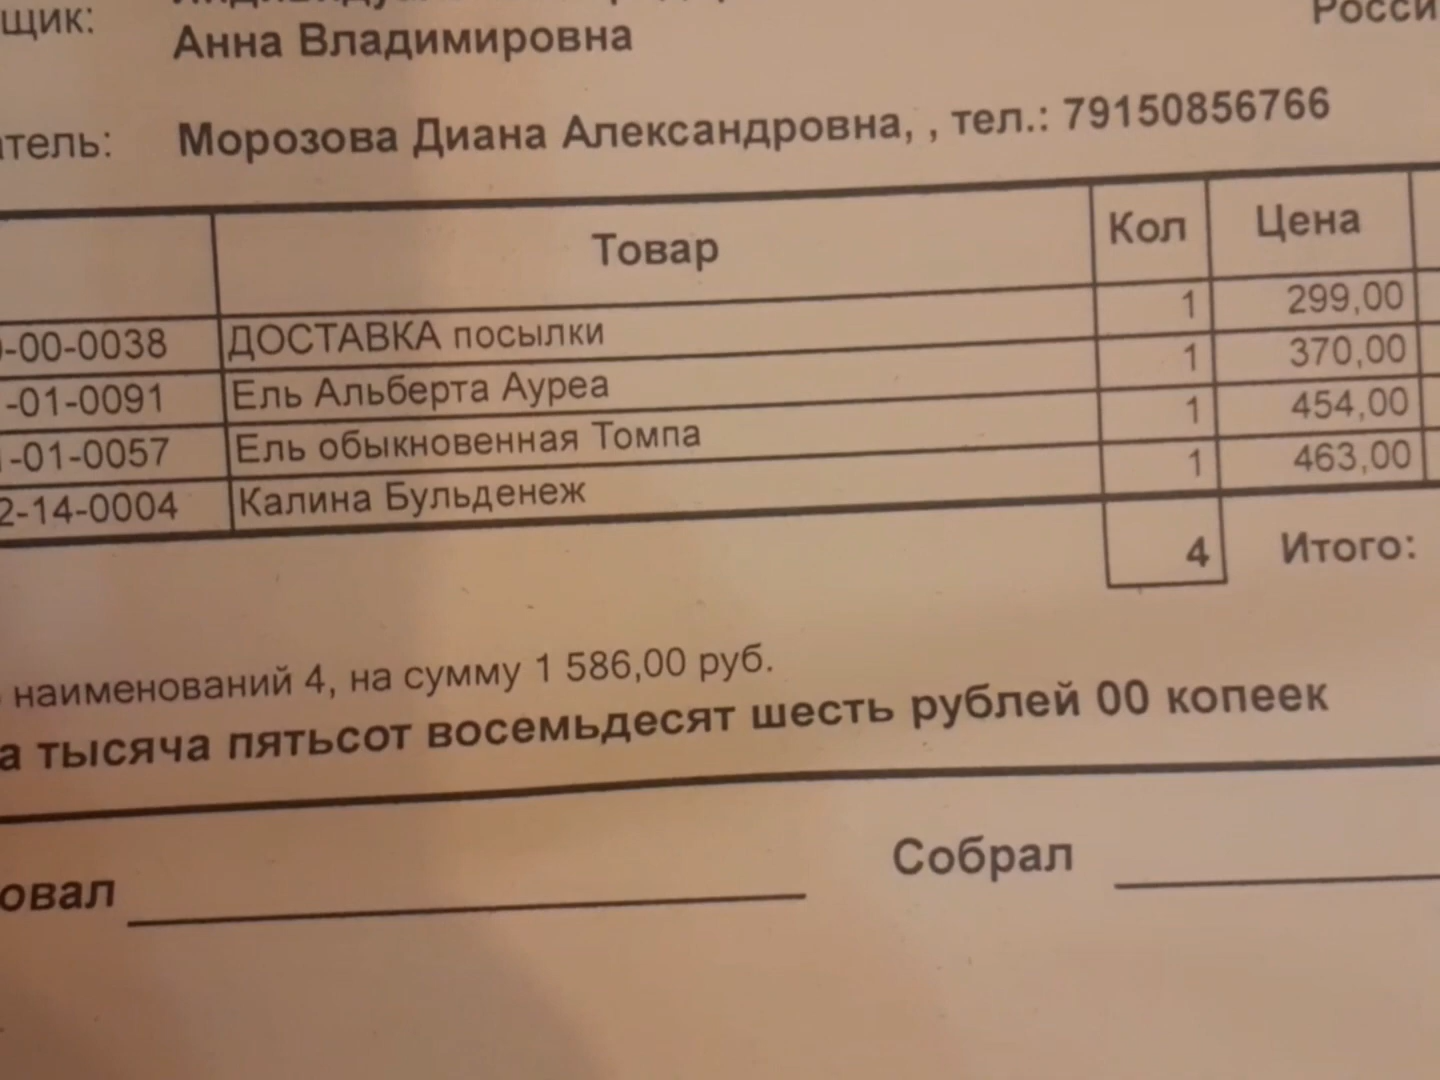 щик:
Анна Владимировна
Росси
атель: Морозова Диана Александровна, , тел.: 79150856766
Товар Кол Цена
-00-0038 ДОСТАВКА посылки 1 299,00
-01-0091 Ель Альберта Ауреа 1 370,00
-01-0057 Ель обыкновенная Томпа 1 454,00
2-14-0004 Калина Бульденеж 1 463,00
4 Итого:
наименований 4, на сумму 1 586,00 руб.
а тысяча пятьсот восемьдесят шесть рублей 00 копеек
овал Собрал